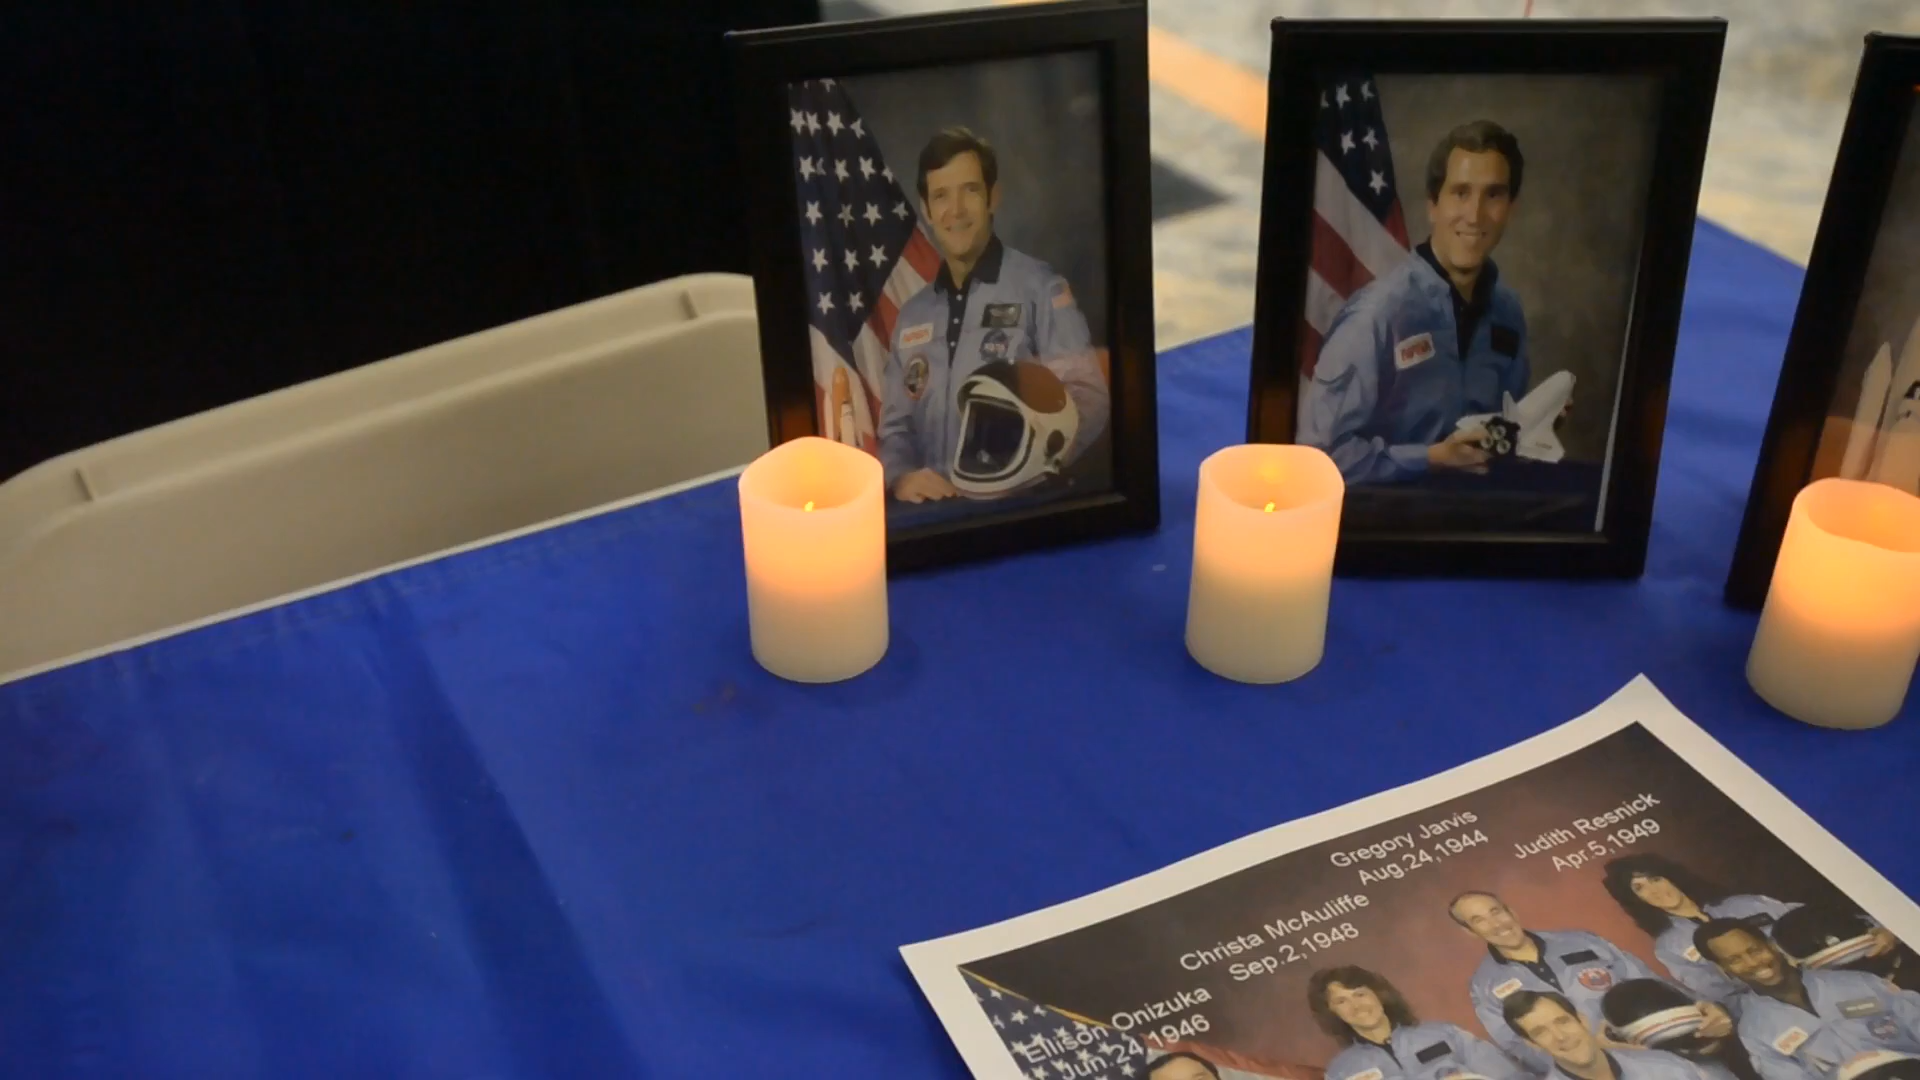 Gregory Jarvis
Aug.24,1944
Judith Resnick
Apr.5,1949
Christa McAuliffe
Sep.2,1948
Ellison Onizuka
Jun.24,1946
NASA